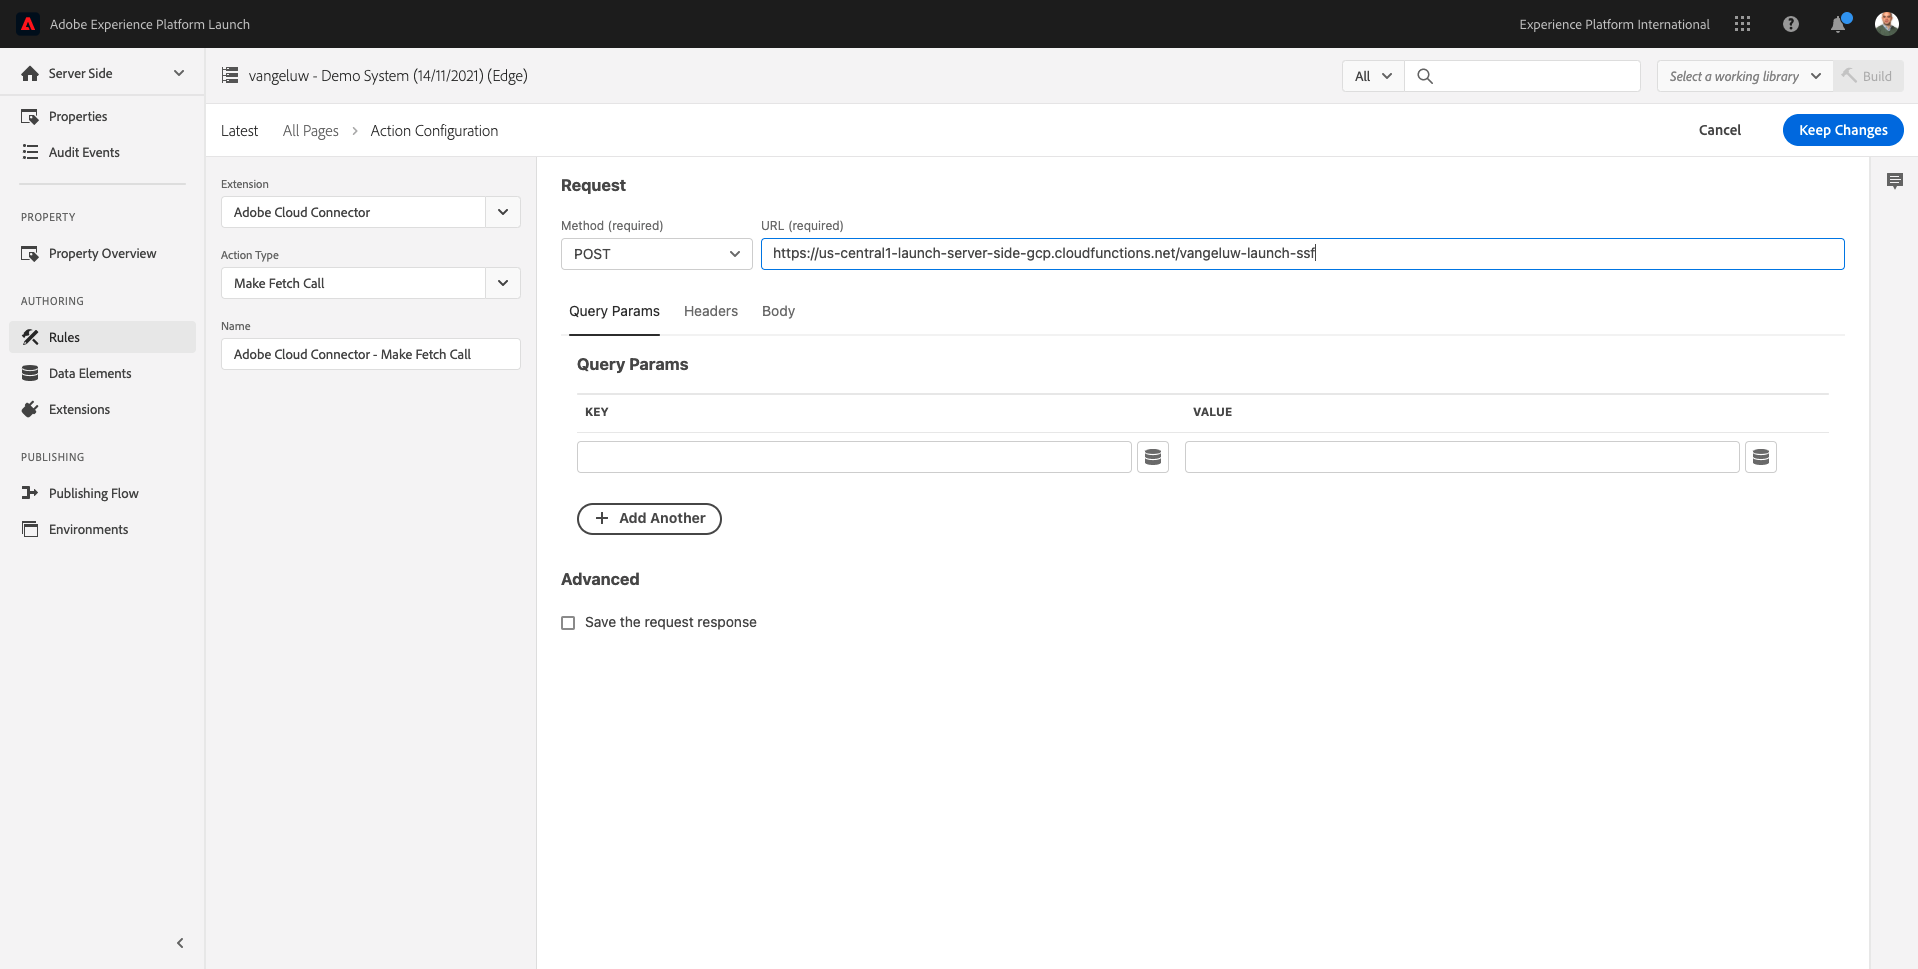 Adobe Experience Platform Launch
Experience Platform International
Server Side
vangeluw - Demo System (14/11/2021) (Edge)
All
Select a working library
Build
Properties
Audit Events
Latest
All Pages
Action Configuration
Cancel
Keep Changes
PROPERTY
Property Overview
AUTHORING
Rules
Data Elements
Extensions
PUBLISHING
Publishing Flow
Environments
Extension
Adobe Cloud Connector
Action Type
Make Fetch Call
Name
Adobe Cloud Connector - Make Fetch Call
Request
Method (required)
URL (required)
POST
https://us-central1-launch-server-side-gcp.cloudfunctions.net/vangeluw-launch-ssf
Query Params
Headers
Body
Query Params
KEY
VALUE
Add Another
Advanced
Save the request response